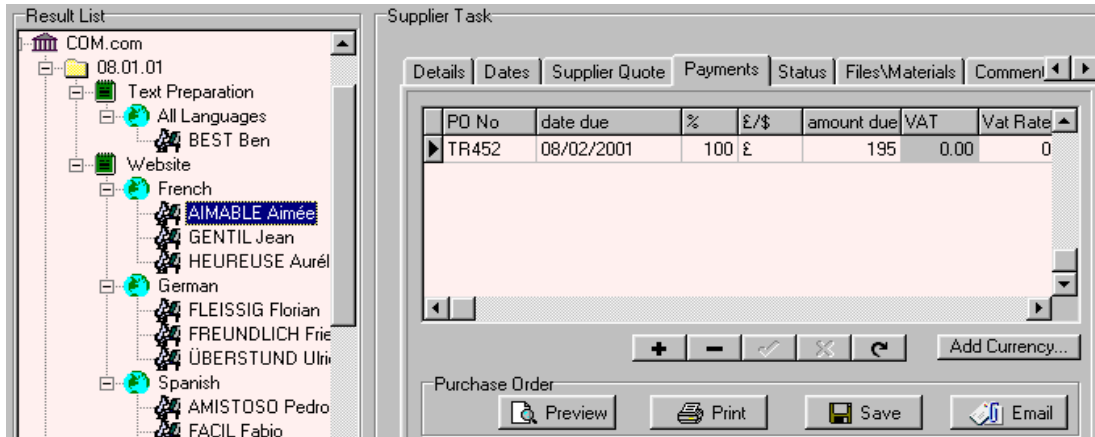 Result List
COM.com
08.01.01
Text Preparation
All Languages
BEST Ben
Website
French
AIMABLE Aimée
GENTIL Jean
HEUREUSE Aurél
German
FLEISSIG Florian
FREUNDLICH Frie
ÜBERSTUND Ulri
Spanish
AMISTOSO Pedro
FACIL Fabio
Supplier Task
Details Dates Supplier Quote Payments Status Files\Materials Commen
PO No date due % £/$ amount due VAT Vat Rate
TR452 08/02/2001 100 £ 195 0.00 0
Add Currency...
Purchase Order
Preview Print Save Email